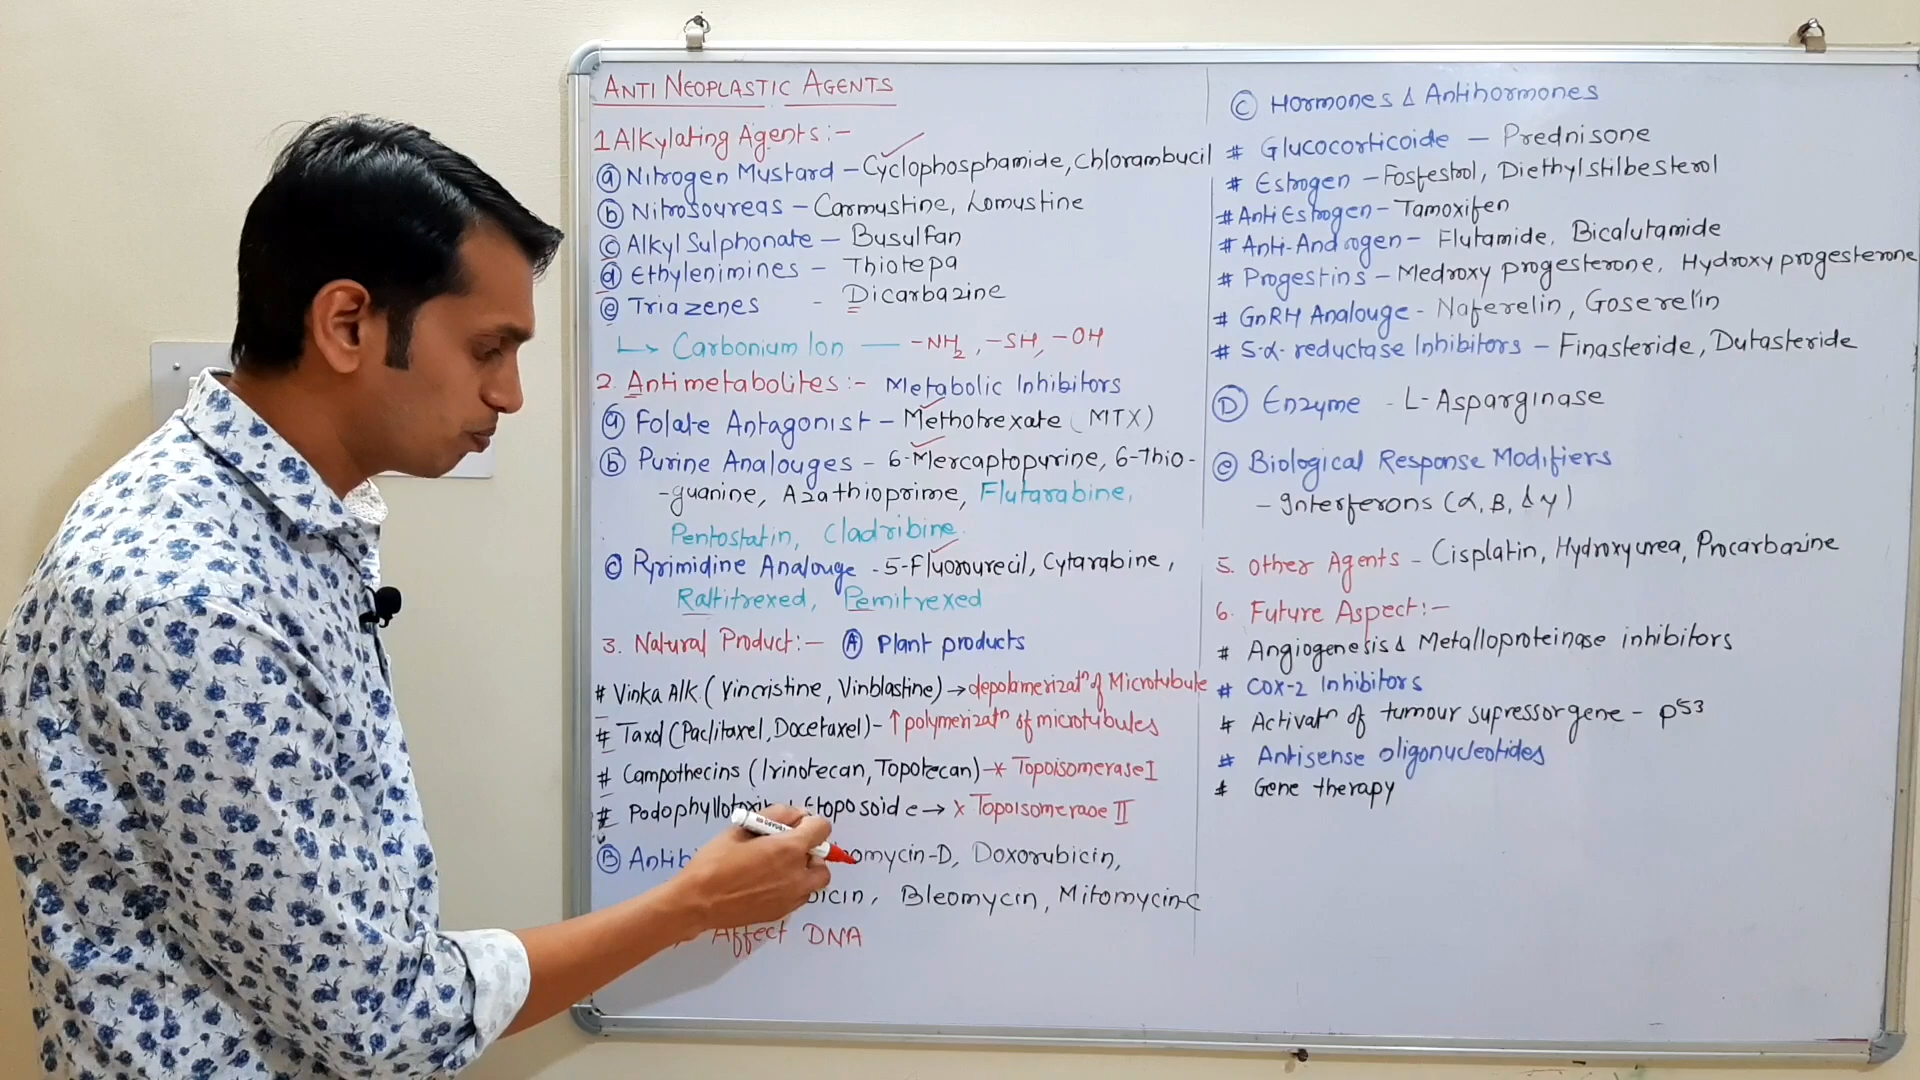 ANTI NEOPLASTIC AGENTS
1 Alkylating Agents:-
ⓐ Nitrogen Mustard - Cyclophosphamide, Chlorambucil
ⓑ Nitrosoureas - Carmustine, Lomustine
ⓒ Alkyl Sulphonate - Busulfan
ⓓ Ethylenimines - Thiotepa
ⓔ Triazenes - Dicarbazine
↳ Carbonium Ion — -NH₂, -SH, -OH
2. Antimetabolites:- Metabolic Inhibitors
ⓐ Folate Antagonist - Methotrexate (MTX)
ⓑ Purine Analouges - 6-Mercaptopurine, 6-Thio-
-guanine, Azathioprime, Flutarabine,
Pentostatin, Cladribine
ⓒ Pyrimidine Analouge - 5-Fluorourecil, Cytarabine,
Raltitrexed, Pemitrexed
3. Natural Product:- Ⓐ Plant products
# Vinka Alk (Vincristine, Vinblastine) → depolamerizatⁿ of Microtubule
# Taxol (Paclitaxel, Docetaxel) - ↑ polymerizatⁿ of microtubules
# Campothecins (Irinotecan, Topotecan) -* Topoisomerase I
# Etoposoide → x Topoisomerase II
Ⓑ omycin-D, Doxorubicin,
Bleomycin, Mitomycin-C
Affect DNA
Ⓒ Hormones & Antihormones
# Glucocorticoide - Prednisone
# Estrogen - Fosfestrol, Diethylstilbesterol
# Anti Estrogen - Tamoxifen
# Anti-Androgen - Flutamide, Bicalutamide
# Progestins - Medroxy progesterone, Hydroxy progesterone
# GnRH Analouge - Naferelin, Goserelin
# 5-α-reductase Inhibitors - Finasteride, Dutasteride
Ⓓ Enzyme - L-Asparginase
ⓔ Biological Response Modifiers
- Interferons (α, β, & γ)
5. Other Agents - Cisplatin, Hydroxyurea, Procarbazine
6. Future Aspect:-
# Angiogenesis & Metalloproteinase inhibitors
# COX-2 Inhibitors
# Activatⁿ of tumour supressor gene - p53
# Antisense oligonucleotides
# Gene therapy